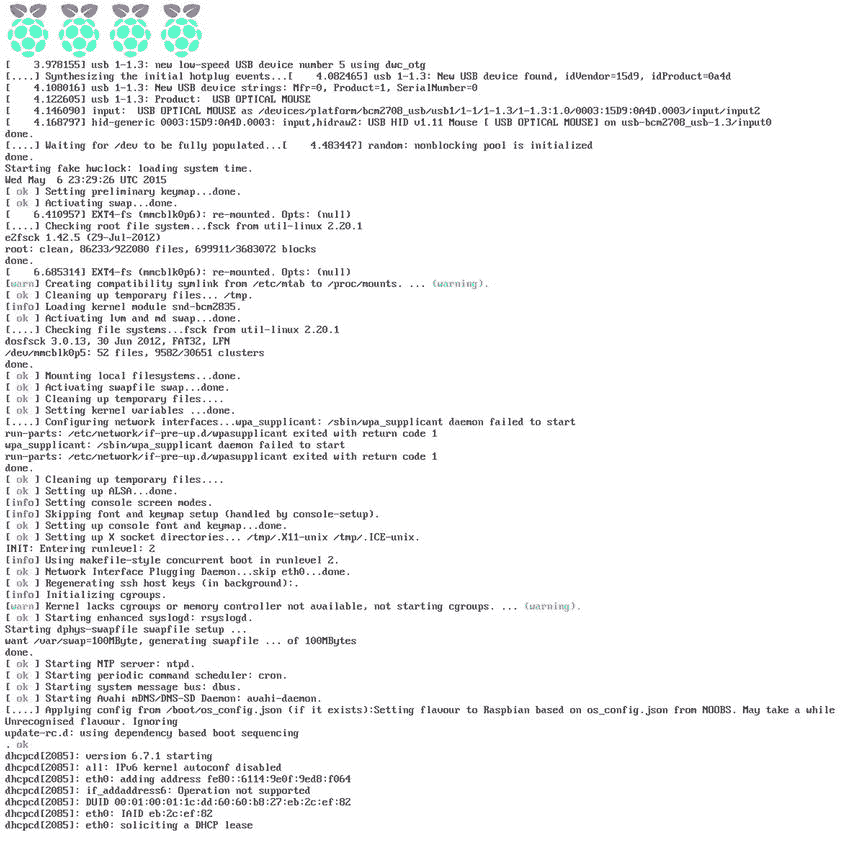 [    3.978155] usb 1-1.3: new low-speed USB device number 5 using dwc_otg
[....] Synthesizing the initial hotplug events...[    4.082465] usb 1-1.3: New USB device found, idVendor=15d9, idProduct=0a4d
[    4.108016] usb 1-1.3: New USB device strings: Mfr=0, Product=1, SerialNumber=0
[    4.122605] usb 1-1.3: Product:  USB OPTICAL MOUSE
[    4.146090] input:  USB OPTICAL MOUSE as /devices/platform/bcm2708_usb/usb1/1-1/1-1.3/1-1.3:1.0/0003:15D9:0A4D.0003/input/input2
[    4.168797] hid-generic 0003:15D9:0A4D.0003: input,hidraw2: USB HID v1.11 Mouse [ USB OPTICAL MOUSE] on usb-bcm2708_usb-1.3/input0
done.
[....] Waiting for /dev to be fully populated...[    4.483447] random: nonblocking pool is initialized
done.
Starting fake hwclock: loading system time.
Wed May  6 23:29:26 UTC 2015
[ ok ] Setting preliminary keymap...done.
[ ok ] Activating swap...done.
[    6.410957] EXT4-fs (mmcblk0p6): re-mounted. Opts: (null)
[....] Checking root file system...fsck from util-linux 2.20.1
e2fsck 1.42.5 (29-Jul-2012)
root: clean, 86233/922080 files, 699911/3683072 blocks
done.
[    6.685314] EXT4-fs (mmcblk0p6): re-mounted. Opts: (null)
[warn] Creating compatibility symlink from /etc/mtab to /proc/mounts. ... (warning).
[ ok ] Cleaning up temporary files... /tmp.
[info] Loading kernel module snd-bcm2835.
[ ok ] Activating lvm and md swap...done.
[....] Checking file systems...fsck from util-linux 2.20.1
dosfsck 3.0.13, 30 Jun 2012, FAT32, LFN
/dev/mmcblk0p5: 52 files, 9582/30651 clusters
done.
[ ok ] Mounting local filesystems...done.
[ ok ] Activating swapfile swap...done.
[ ok ] Cleaning up temporary files....
[ ok ] Setting kernel variables ...done.
[....] Configuring network interfaces...wpa_supplicant: /sbin/wpa_supplicant daemon failed to start
run-parts: /etc/network/if-pre-up.d/wpasupplicant exited with return code 1
wpa_supplicant: /sbin/wpa_supplicant daemon failed to start
run-parts: /etc/network/if-pre-up.d/wpasupplicant exited with return code 1
done.
[ ok ] Cleaning up temporary files....
[ ok ] Setting up ALSA...done.
[info] Setting console screen modes.
[info] Skipping font and keymap setup (handled by console-setup).
[ ok ] Setting up console font and keymap...done.
[ ok ] Setting up X socket directories... /tmp/.X11-unix /tmp/.ICE-unix.
INIT: Entering runlevel: 2
[info] Using makefile-style concurrent boot in runlevel 2.
[ ok ] Network Interface Plugging Daemon...skip eth0...done.
[ ok ] Regenerating ssh host keys (in background):.
[info] Initializing cgroups.
[warn] Kernel lacks cgroups or memory controller not available, not starting cgroups. ... (warning).
[ ok ] Starting enhanced syslogd: rsyslogd.
Starting dphys-swapfile swapfile setup ...
want /var/swap=100MByte, generating swapfile ... of 100MBytes
done.
[ ok ] Starting NTP server: ntpd.
[ ok ] Starting periodic command scheduler: cron.
[ ok ] Starting system message bus: dbus.
[ ok ] Starting Avahi mDNS/DNS-SD Daemon: avahi-daemon.
[....] Applying config from /boot/os_config.json (if it exists):Setting flavour to Raspbian based on os_config.json from NOOBS. May take a while
Unrecognised flavour. Ignoring
update-rc.d: using dependency based boot sequencing
. ok
dhcpcd[2085]: version 6.7.1 starting
dhcpcd[2085]: all: IPv6 kernel autoconf disabled
dhcpcd[2085]: eth0: adding address fe80::6114:9e0f:9ed8:f064
dhcpcd[2085]: if_addaddress6: Operation not supported
dhcpcd[2085]: DUID 00:01:00:01:1c:dd:60:60:b8:27:eb:2c:ef:82
dhcpcd[2085]: eth0: IAID eb:2c:ef:82
dhcpcd[2085]: eth0: soliciting a DHCP lease